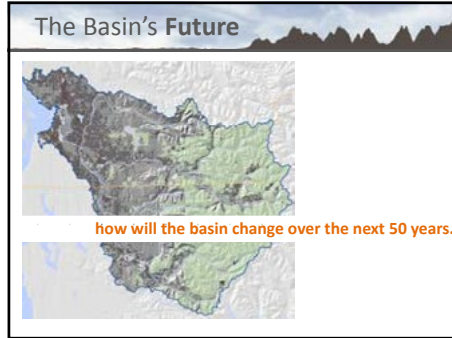 The Basin's Future
how will the basin change over the next 50 years.